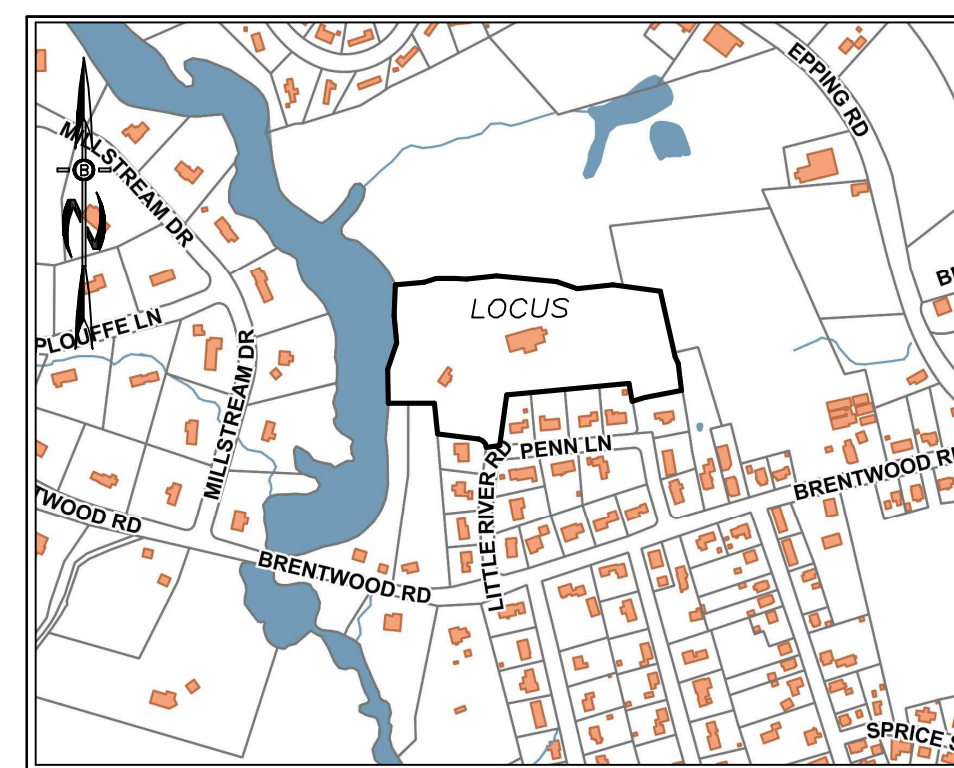 EPPING RD
MILLSTREAM DR
B
LOCUS
PLOUFFE LN
MILLSTREAM DR
PENN LN
LITTLE RIVER RD
BRENTWOOD RD
TWOOD RD
BRENTWOOD RD
SPRICE S